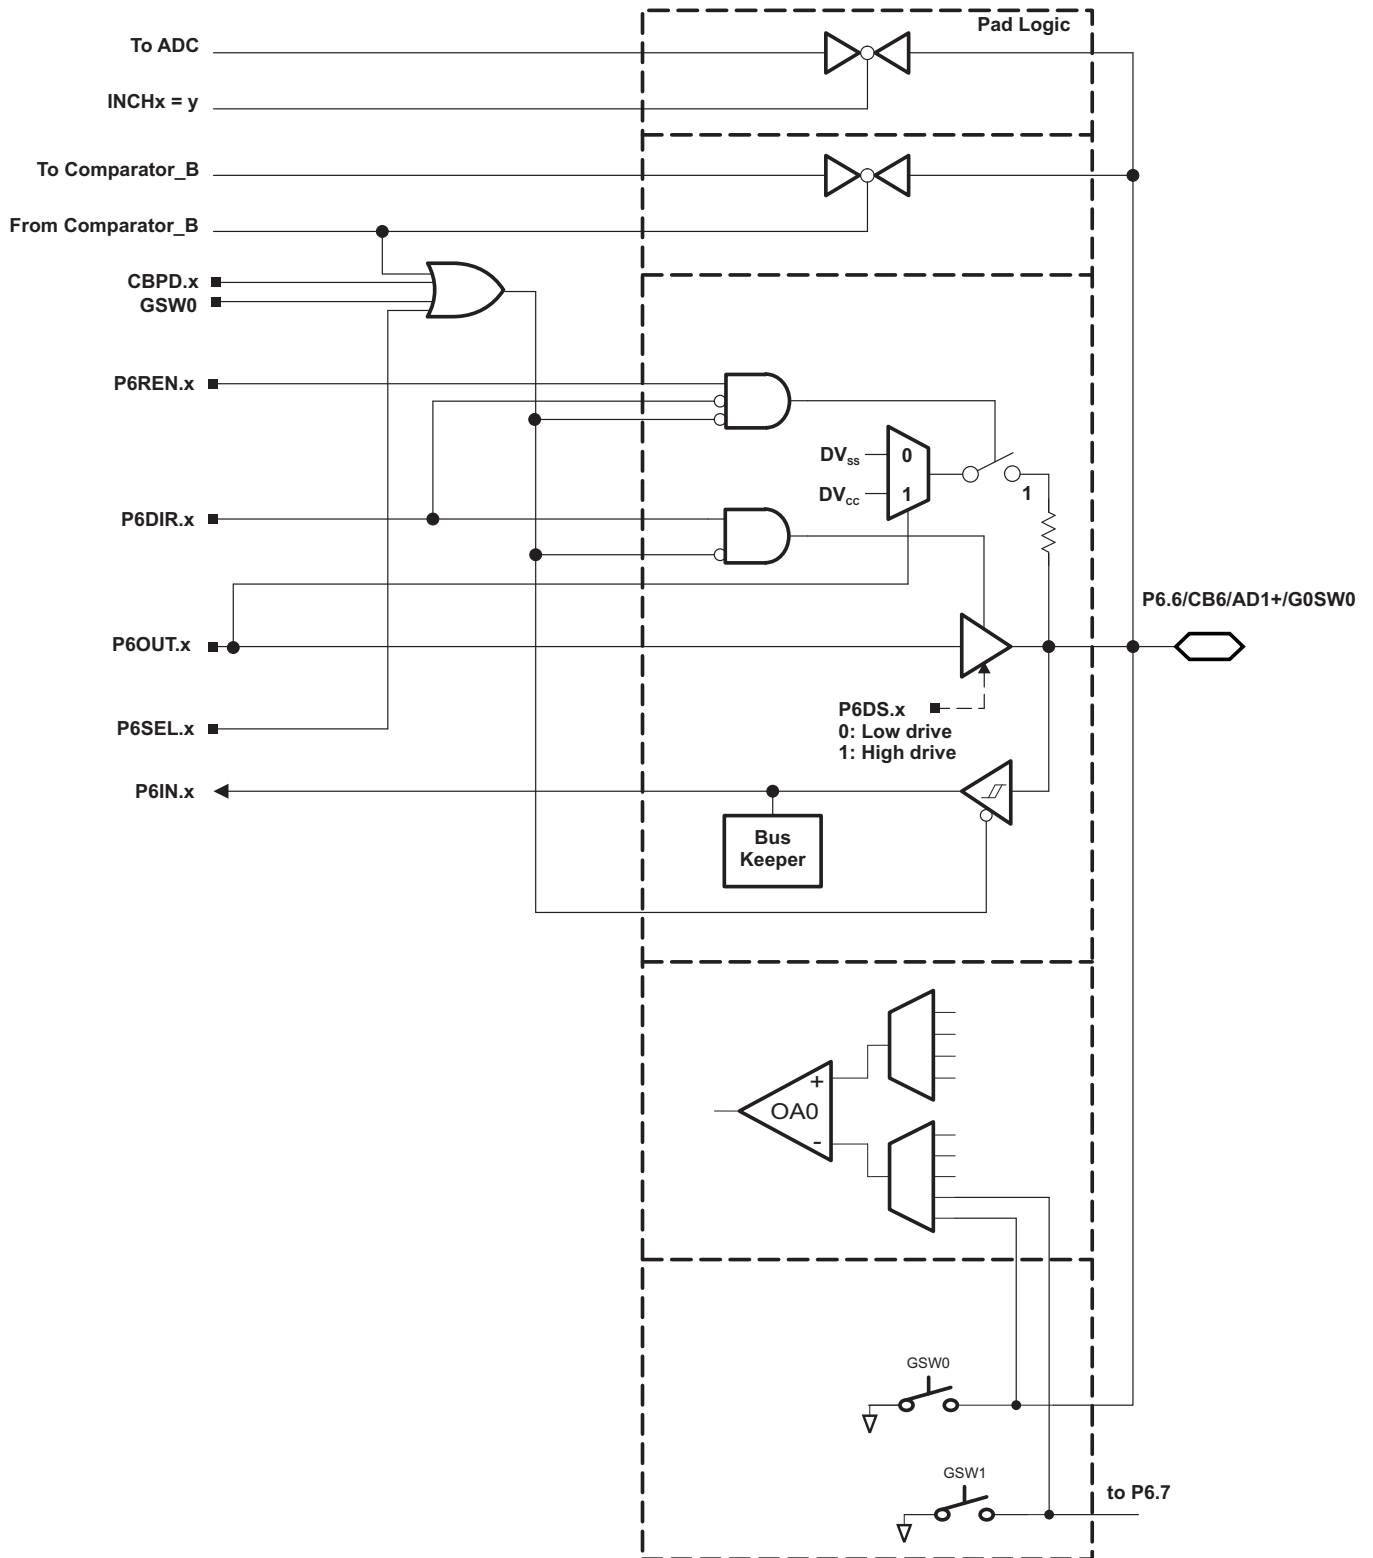 Pad Logic
To ADC
INCHx = y
To Comparator_B
From Comparator_B
CBPD.x
GSW0
P6REN.x
DVSS
0
DVCC
1
1
P6DIR.x
P6.6/CB6/AD1+/G0SW0
P6OUT.x
P6DS.x
0: Low drive
1: High drive
P6SEL.x
P6IN.x
Bus
Keeper
+
OA0
-
GSW0
GSW1
to P6.7